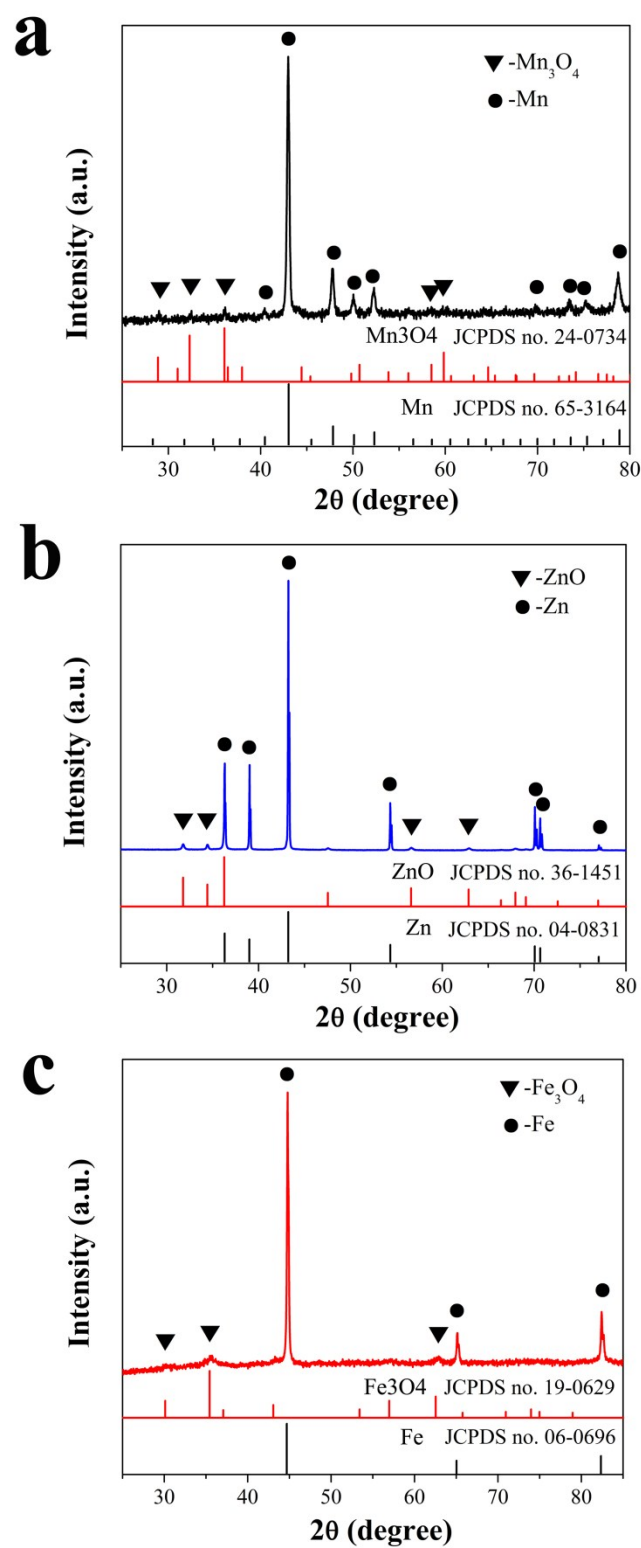 a
▼-Mn₃O₄
●-Mn
Intensity (a.u.)
Mn3O4 JCPDS no. 24-0734
Mn JCPDS no. 65-3164
30 40 50 60 70 80
2θ (degree)
b
▼-ZnO
●-Zn
Intensity (a.u.)
ZnO JCPDS no. 36-1451
Zn JCPDS no. 04-0831
30 40 50 60 70 80
2θ (degree)
c
▼-Fe₃O₄
●-Fe
Intensity (a.u.)
Fe3O4 JCPDS no. 19-0629
Fe JCPDS no. 06-0696
30 40 50 60 70 80
2θ (degree)